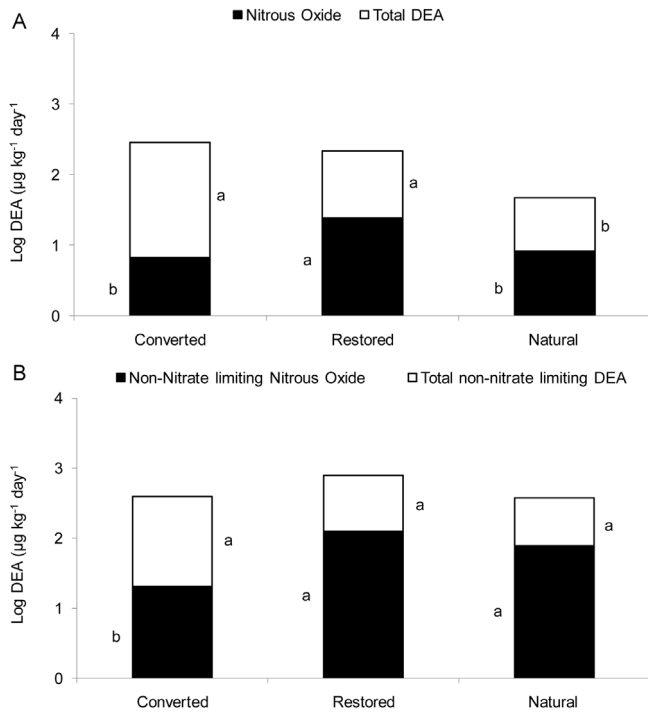 A
Nitrous Oxide Total DEA
Log DEA (µg kg⁻¹ day⁻¹)
4
3
2
1
0
a
b
a
a
b
b
Converted Restored Natural
B
Non-Nitrate limiting Nitrous Oxide Total non-nitrate limiting DEA
Log DEA (µg kg⁻¹ day⁻¹)
4
3
2
1
0
a
b
a
a
a
a
Converted Restored Natural